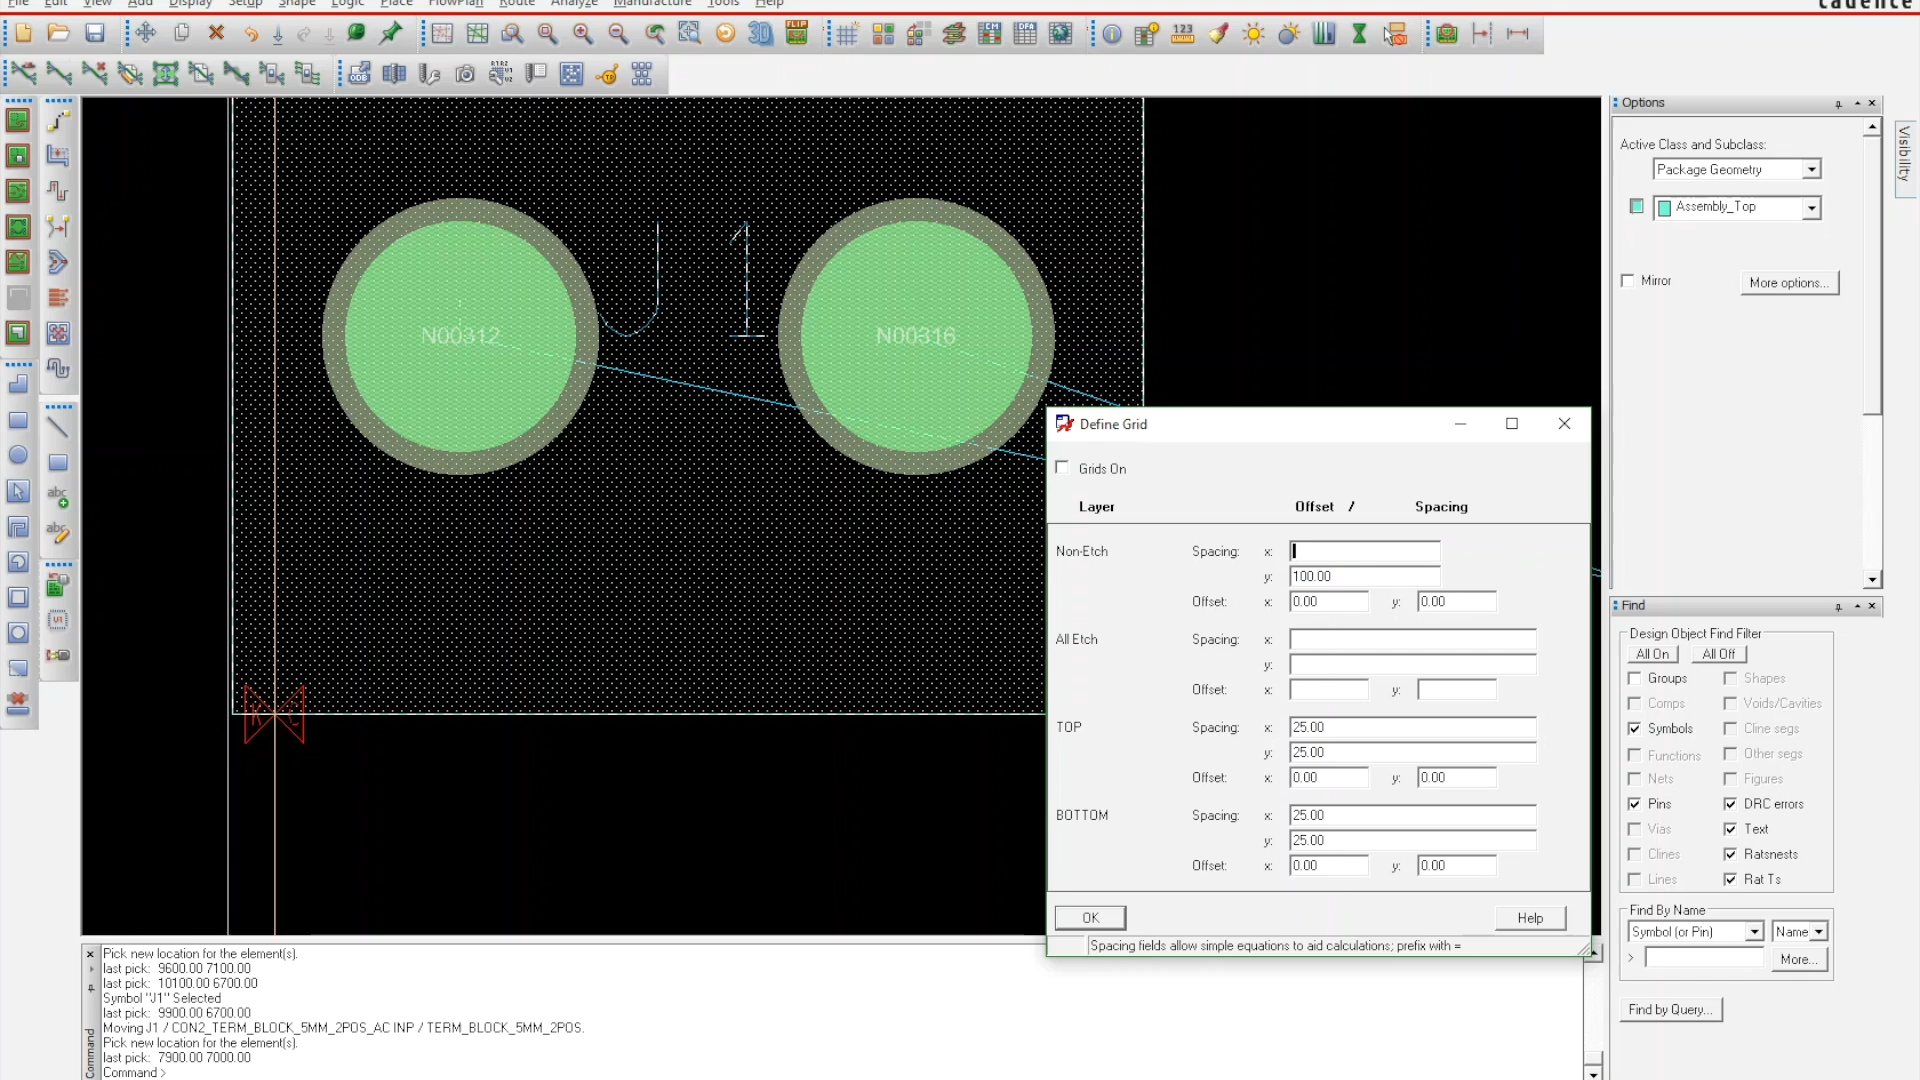 File Edit View Add Display Setup Shape Logic Place FlowPlan Route Analyze Manufacture Tools Help
cadence
Options
Visibility
Active Class and Subclass:
Package Geometry
Assembly_Top
Mirror
More options...
N00312
J1
N00316
Define Grid
Grids On
Layer Offset / Spacing
Non-Etch Spacing: x:
y: 100.00
Offset: x: 0.00 y: 0.00
All Etch Spacing: x:
y:
Offset: x: y:
TOP Spacing: x: 25.00
y: 25.00
Offset: x: 0.00 y: 0.00
BOTTOM Spacing: x: 25.00
y: 25.00
Offset: x: 0.00 y: 0.00
OK Help
Spacing fields allow simple equations to aid calculations; prefix with =
Find
Design Object Find Filter
All On All Off
Groups Shapes
Comps Voids/Cavities
Symbols Cline segs
Functions Other segs
Nets Figures
Pins DRC errors
Vias Text
Clines Ratsnests
Lines Rat Ts
Find By Name
Symbol (or Pin) Name
> More...
Find by Query...
Command
Pick new location for the element(s).
last pick: 9600.00 7100.00
last pick: 10100.00 6700.00
Symbol "J1" Selected
last pick: 9900.00 6700.00
Moving J1 / CON2_TERM_BLOCK_5MM_2POS_AC INP / TERM_BLOCK_5MM_2POS.
Pick new location for the element(s).
last pick: 7900.00 7000.00
Command >